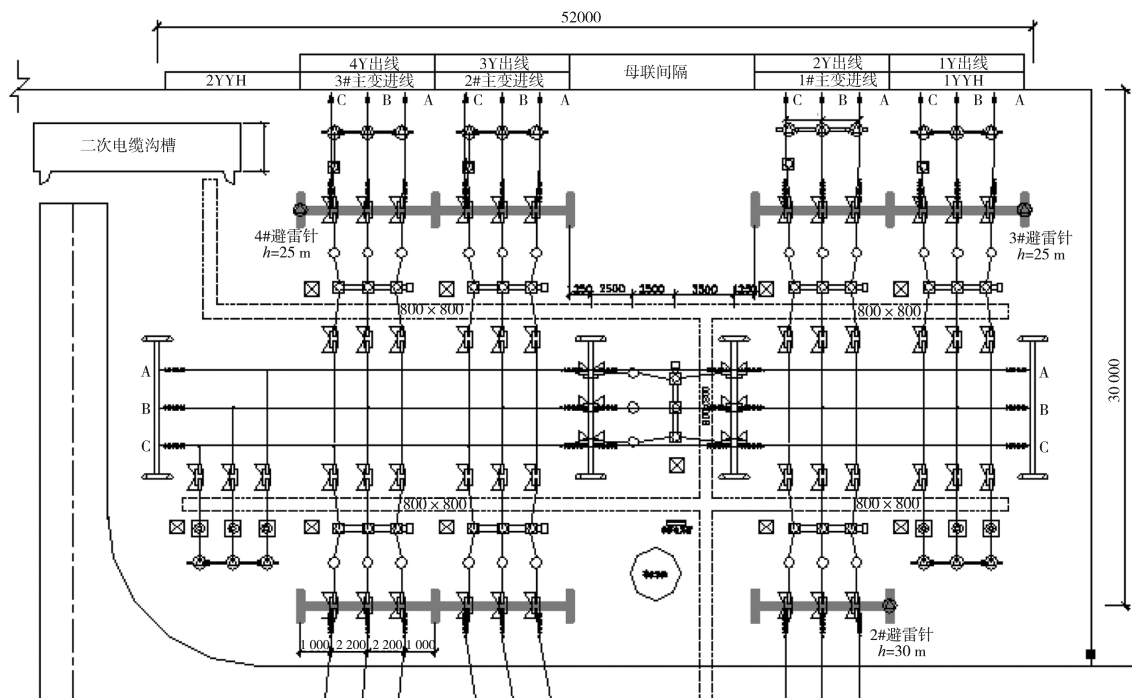 52000
4Y出线
3Y出线
母联间隔
2Y出线
1Y出线
2YYH
3#主变进线
2#主变进线
1#主变进线
1YYH
C B A
C B A
C B A
C B A
二次电缆沟槽
4#避雷针
h=25 m
3#避雷针
h=25 m
2500
800×800
800×800
A
A
30 000
B
B
C
C
800×800
800×800
2#避雷针
h=30 m
1 000
2 200
2 200
1 000